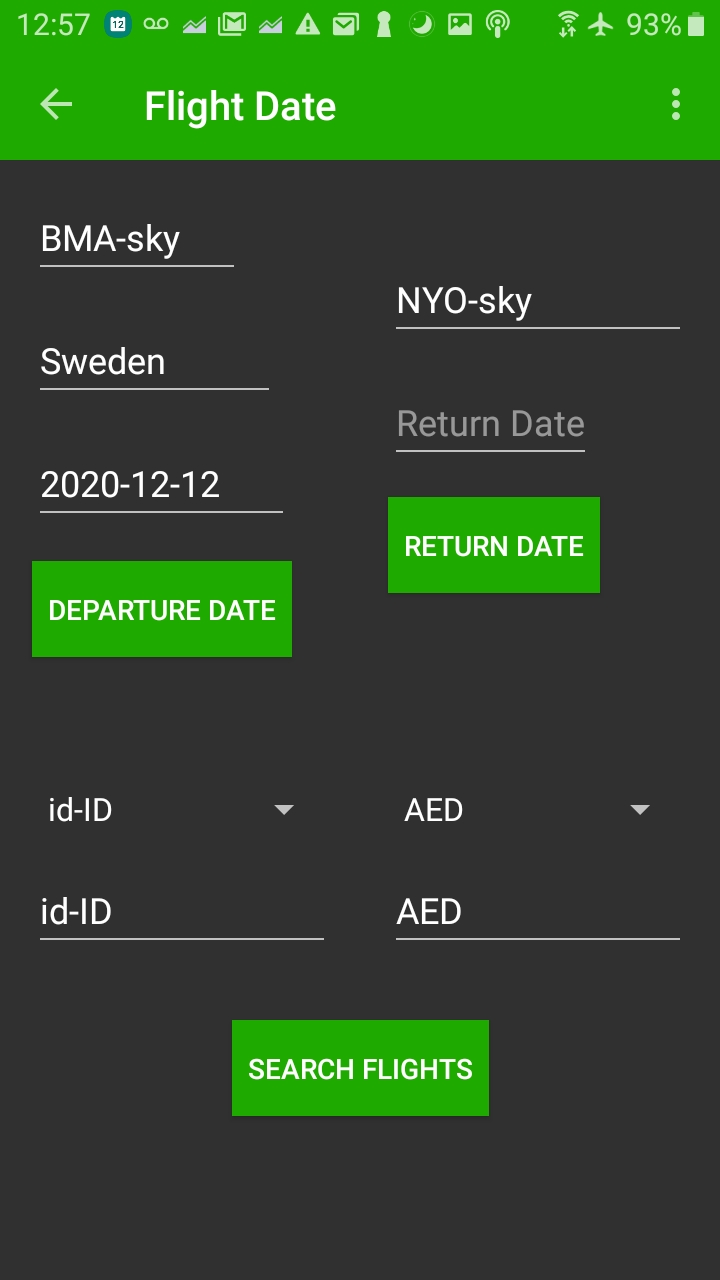 12:57
12
93%
Flight Date
BMA-sky
NYO-sky
Sweden
Return Date
2020-12-12
RETURN DATE
DEPARTURE DATE
id-ID
AED
id-ID
AED
SEARCH FLIGHTS